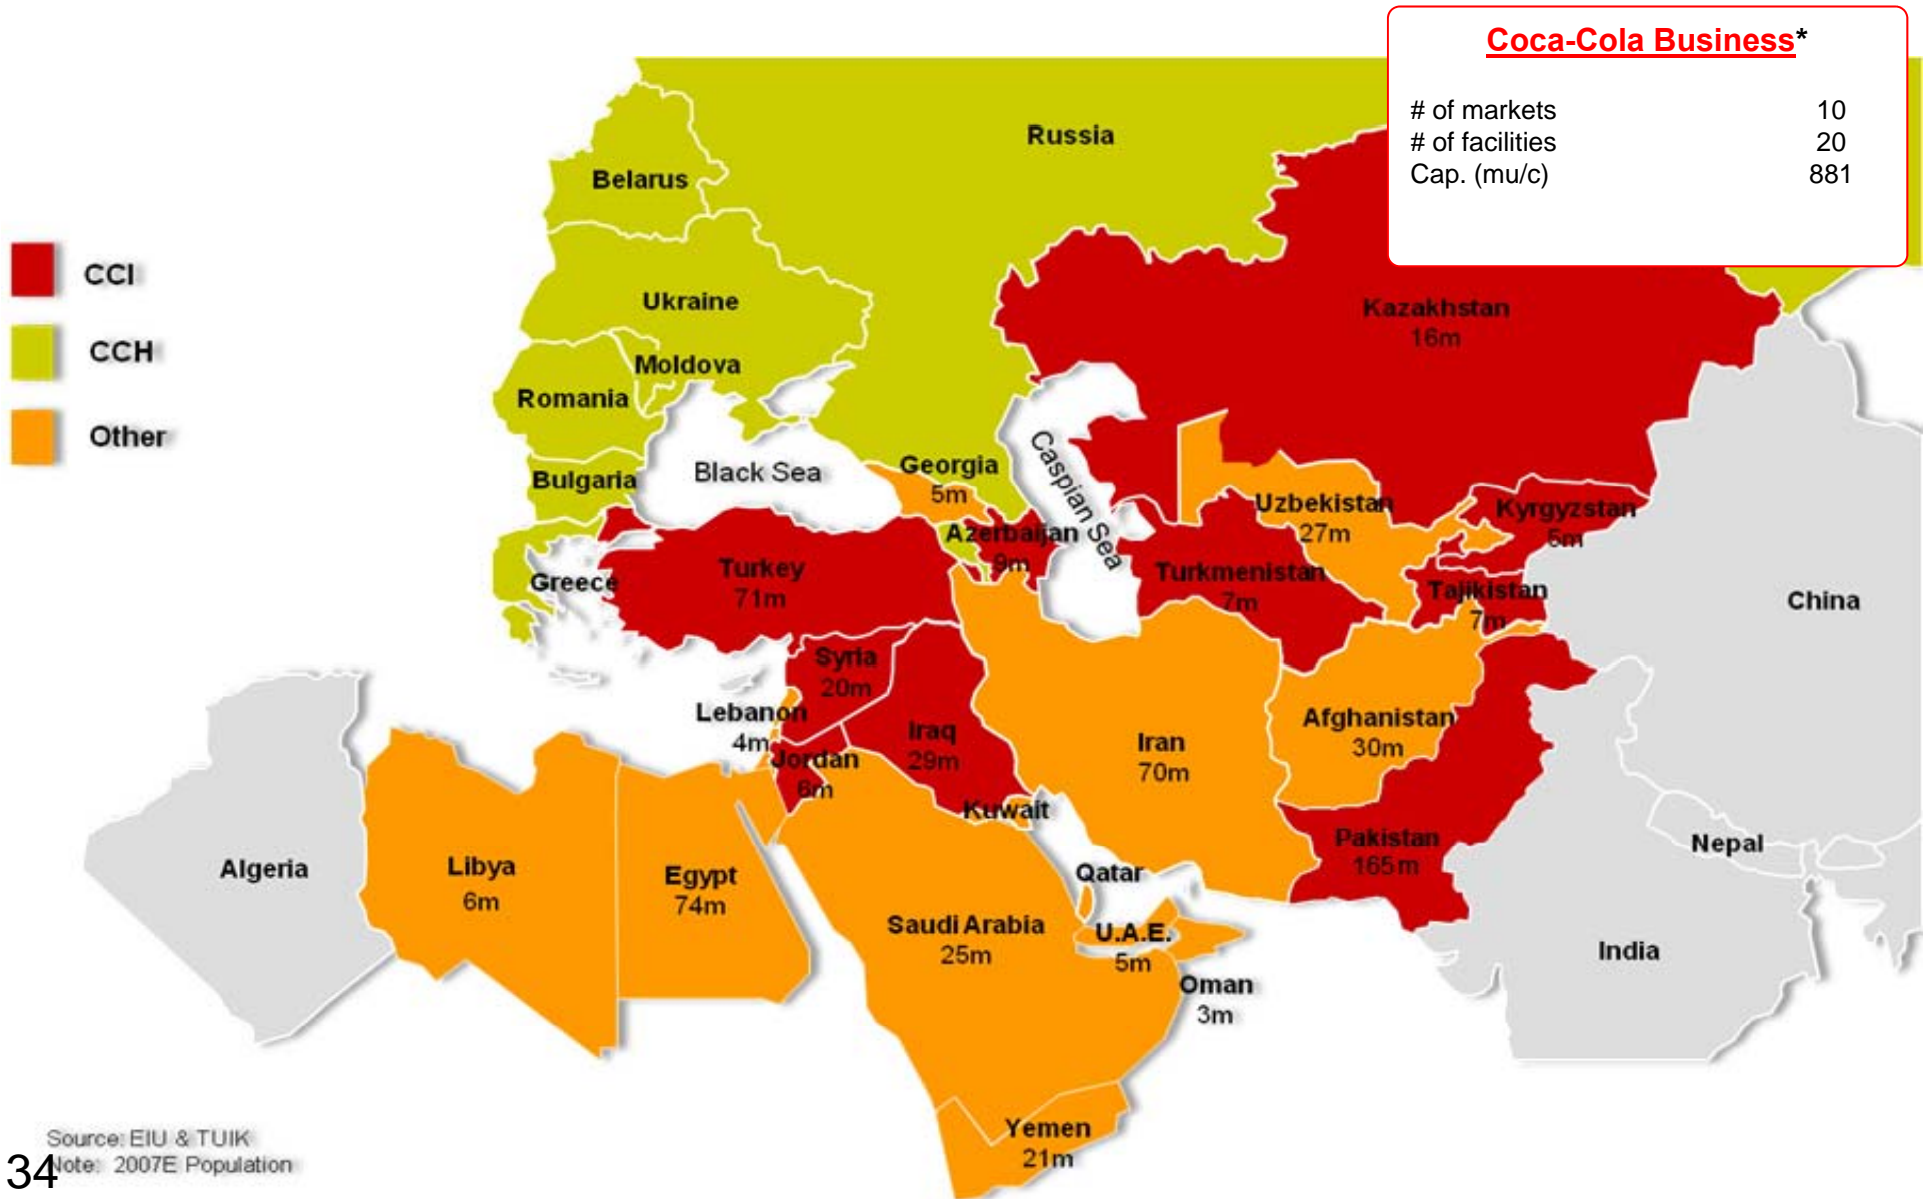 Coca-Cola Business*
# of markets 10
# of facilities 20
Cap. (mu/c) 881
CCI
CCH
Other
Russia
Belarus
Ukraine
Moldova
Romania
Bulgaria
Black Sea
Georgia
5m
Caspian Sea
Kazakhstan
16m
Uzbekistan
27m
Kyrgyzstan
5m
Azerbaijan
9m
Turkey
71m
Greece
Turkmenistan
7m
Tajikistan
7m
China
Syria
20m
Lebanon
4m
Iraq
29m
Jordan
6m
Iran
70m
Afghanistan
30m
Kuwait
Pakistan
165m
Nepal
Algeria
Libya
6m
Egypt
74m
Qatar
Saudi Arabia
25m
U.A.E.
5m
India
Oman
3m
Yemen
21m
Source: EIU & TUIK
Note: 2007E Population
34